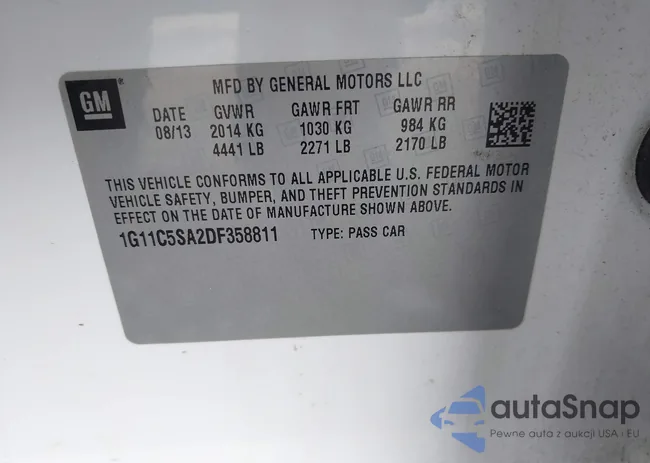 GM
MFD BY GENERAL MOTORS LLC
DATE GVWR GAWR FRT GAWR RR
08/13 2014 KG 1030 KG 984 KG
4441 LB 2271 LB 2170 LB
THIS VEHICLE CONFORMS TO ALL APPLICABLE U.S. FEDERAL MOTOR
VEHICLE SAFETY, BUMPER, AND THEFT PREVENTION STANDARDS IN
EFFECT ON THE DATE OF MANUFACTURE SHOWN ABOVE.
1G11C5SA2DF358811 TYPE: PASS CAR
autaSnap
Pewne auta z aukcji USA i EU